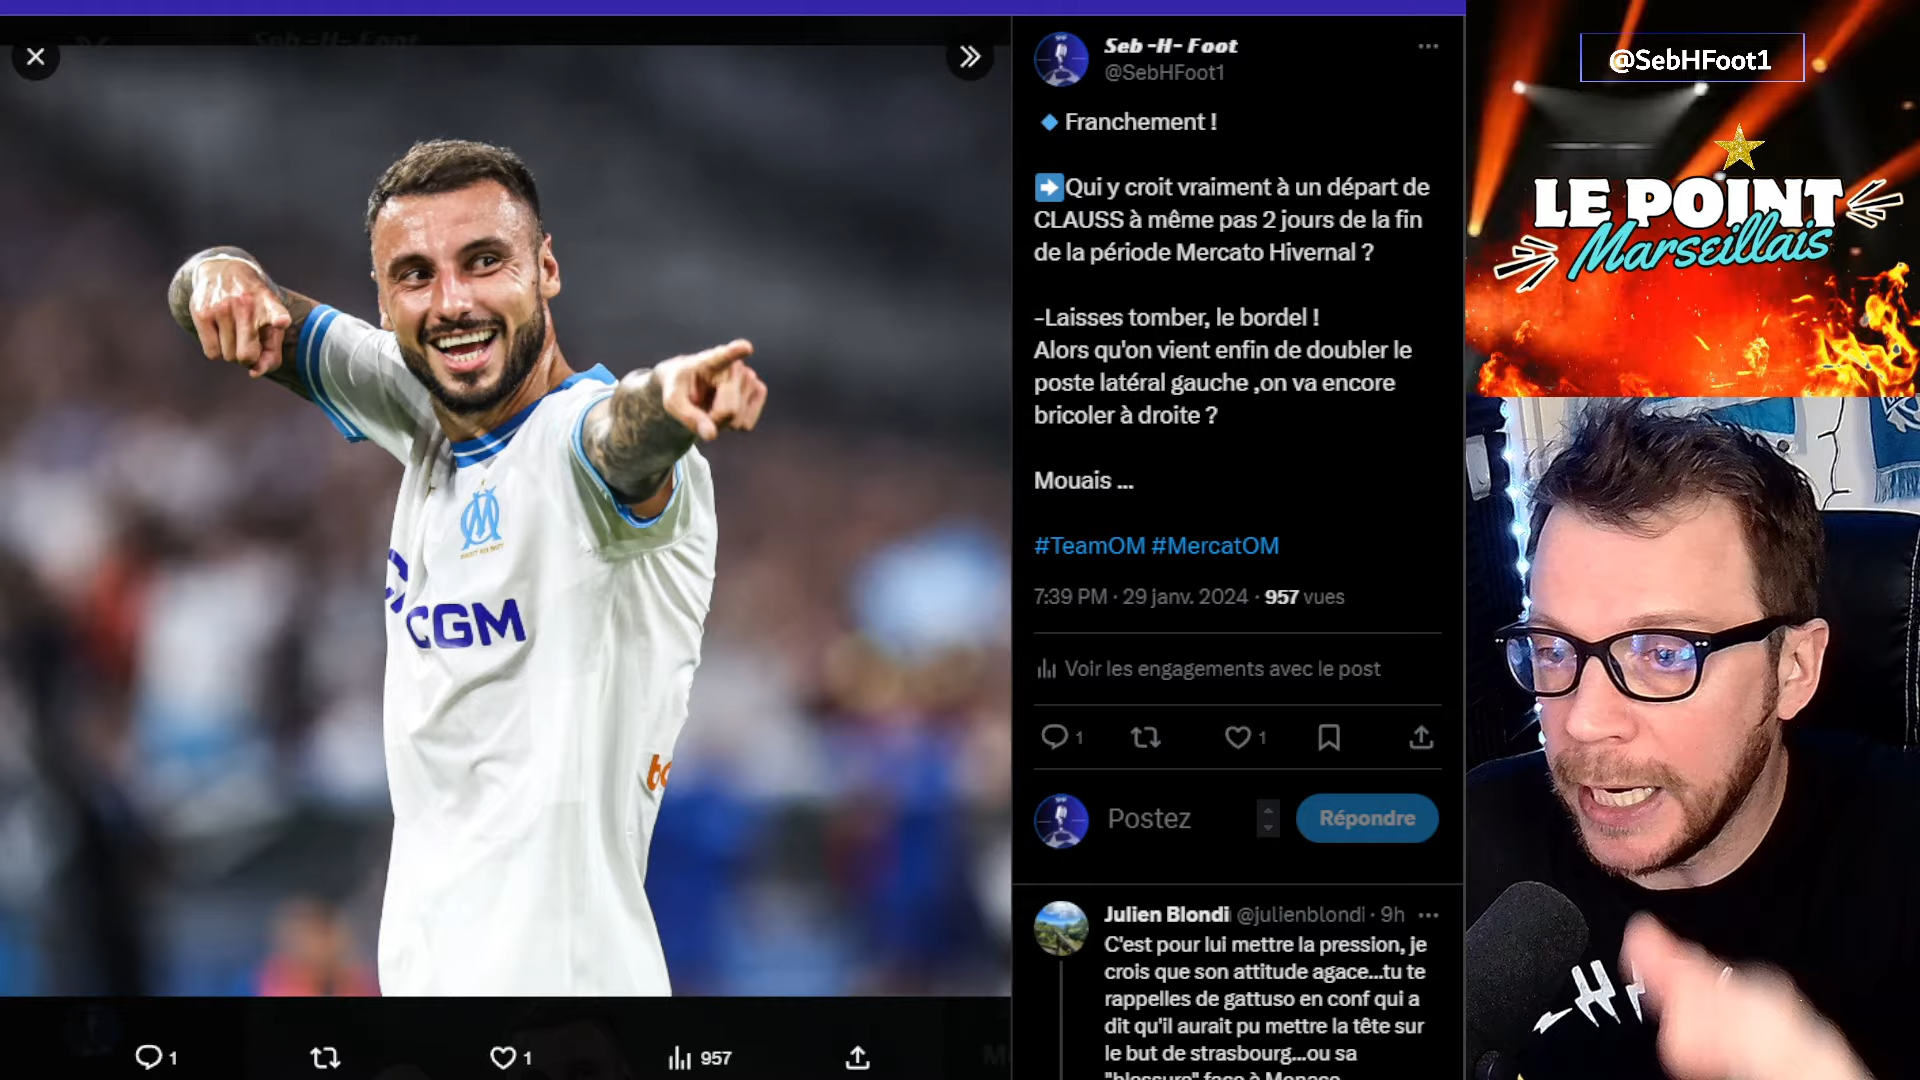 Seb -H- Foot
@SebHFoot1
Franchement !
Qui y croit vraiment à un départ de
CLAUSS à même pas 2 jours de la fin
de la période Mercato Hivernal ?
-Laisses tomber, le bordel !
Alors qu'on vient enfin de doubler le
poste latéral gauche ,on va encore
bricoler à droite ?
Mouais ...
#TeamOM #MercatOM
7:39 PM · 29 janv. 2024 · 957 vues
Voir les engagements avec le post
1
1
Postez
Répondre
Julien Blondi @julienblondi · 9h
C'est pour lui mettre la pression, je
crois que son attitude agace...tu te
rappelles de gattuso en conf qui a
dit qu'il aurait pu mettre la tête sur
le but de strasbourg...ou sa
"blessure" face à Monaco
CGM
1
1
957
@SebHFoot1
LE POINT
Marseillais